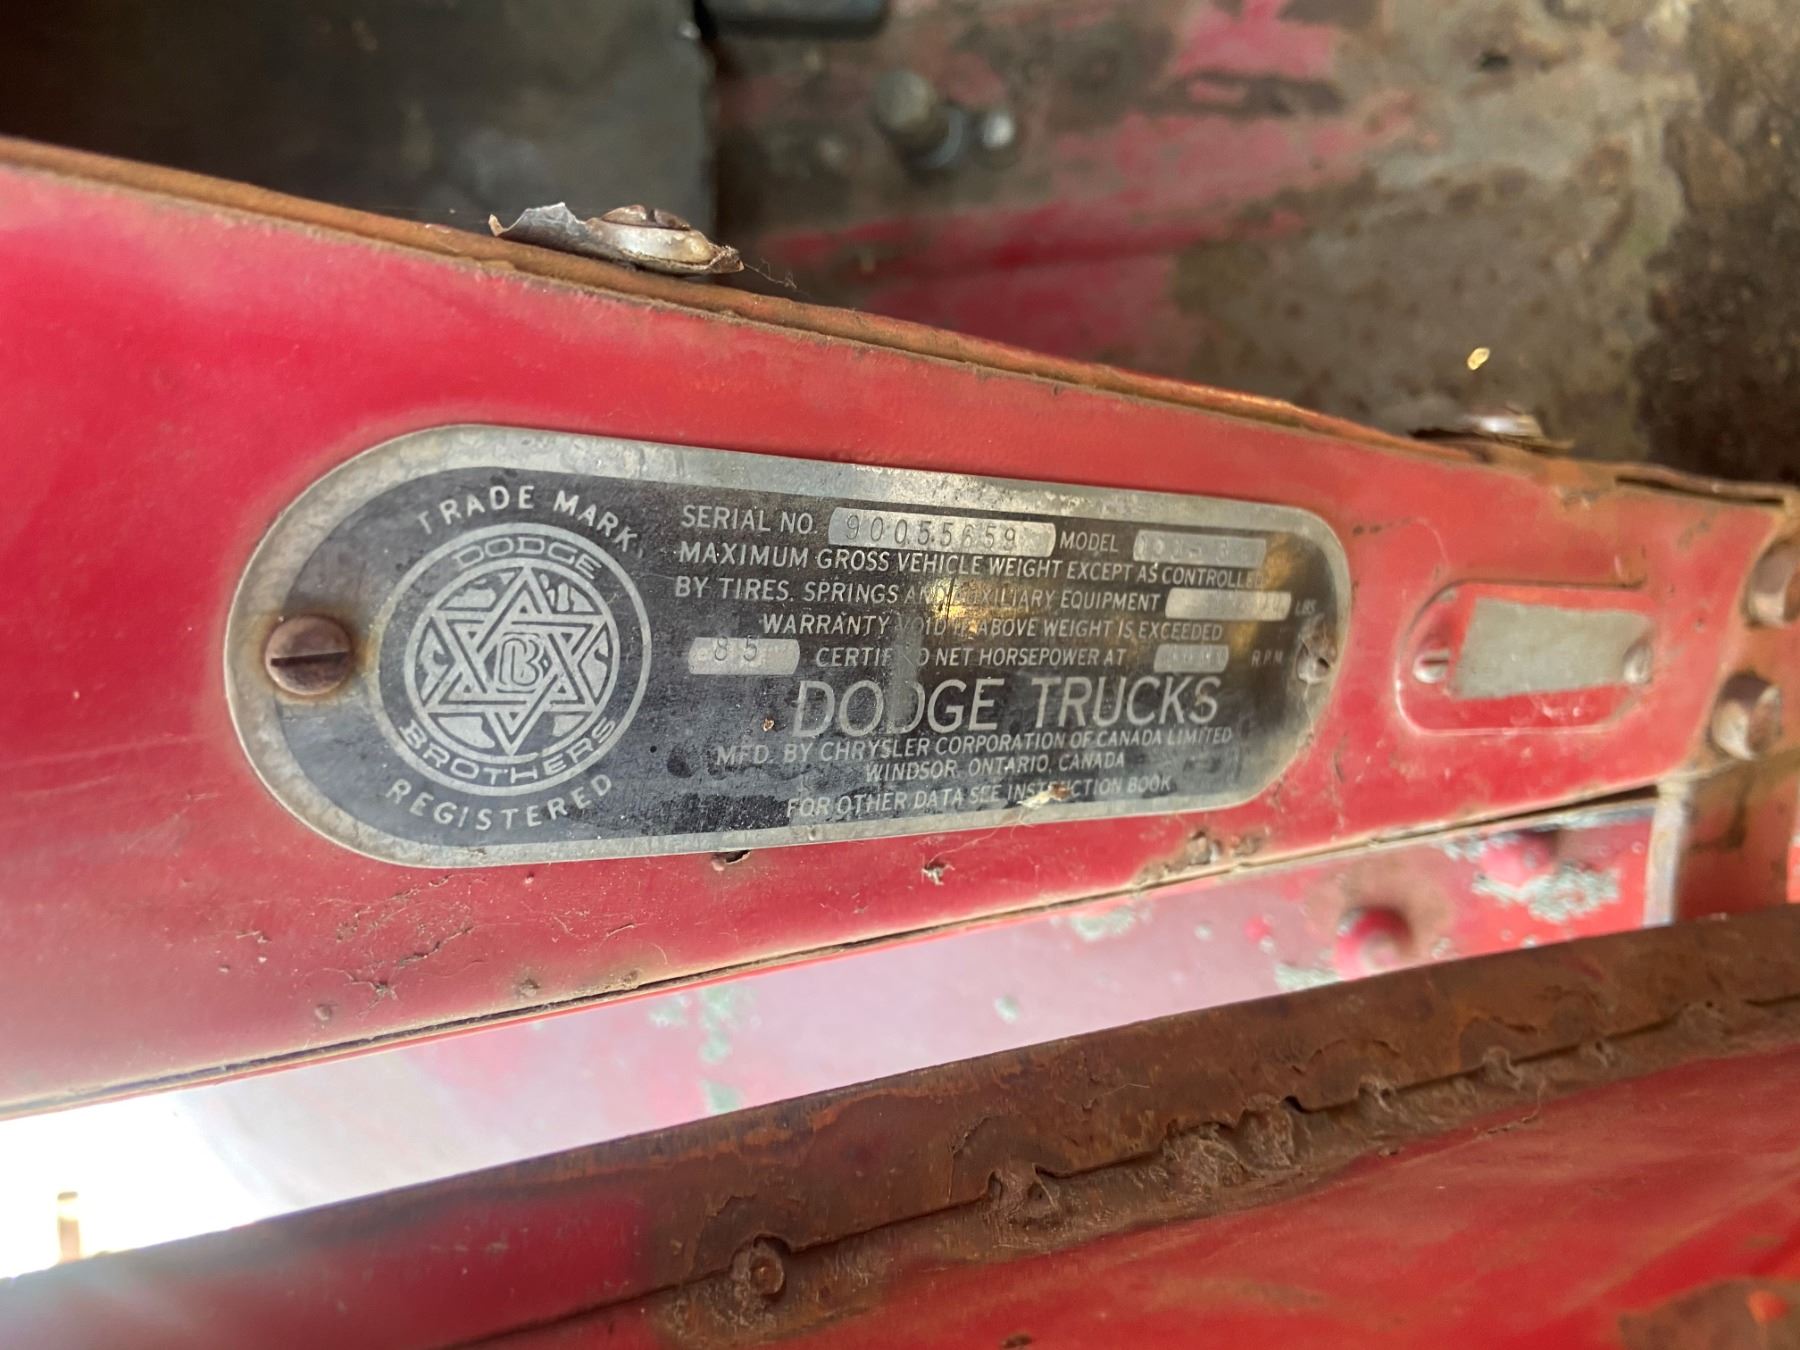 TRADE MARK
DODGE
DB
BROTHERS
REGISTERED
SERIAL NO. 90055659 MODEL
MAXIMUM GROSS VEHICLE WEIGHT EXCEPT AS CONTROLLED
BY TIRES, SPRINGS AND AUXILIARY EQUIPMENT LBS.
WARRANTY VOID IF ABOVE WEIGHT IS EXCEEDED
85 CERTIFIED NET HORSEPOWER AT R.P.M.
DODGE TRUCKS
MFD. BY CHRYSLER CORPORATION OF CANADA LIMITED
WINDSOR, ONTARIO, CANADA
FOR OTHER DATA SEE INSTRUCTION BOOK